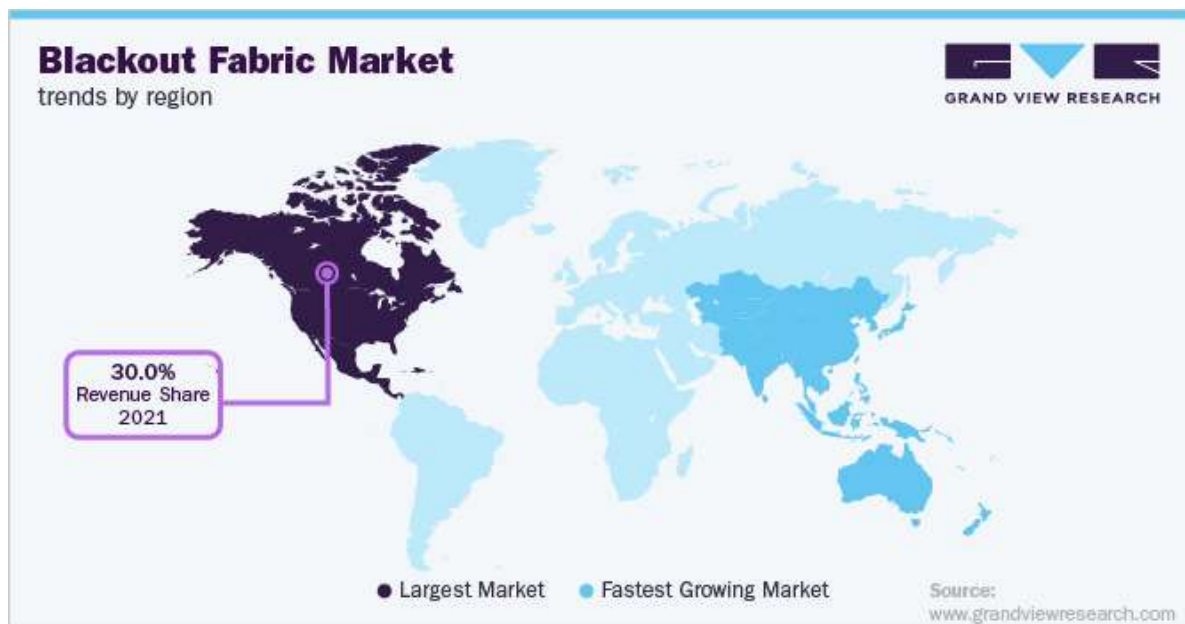 Blackout Fabric Market
trends by region
GRAND VIEW RESEARCH
30.0%
Revenue Share
2021
Largest Market
Fastest Growing Market
Source:
www.grandviewresearch.com